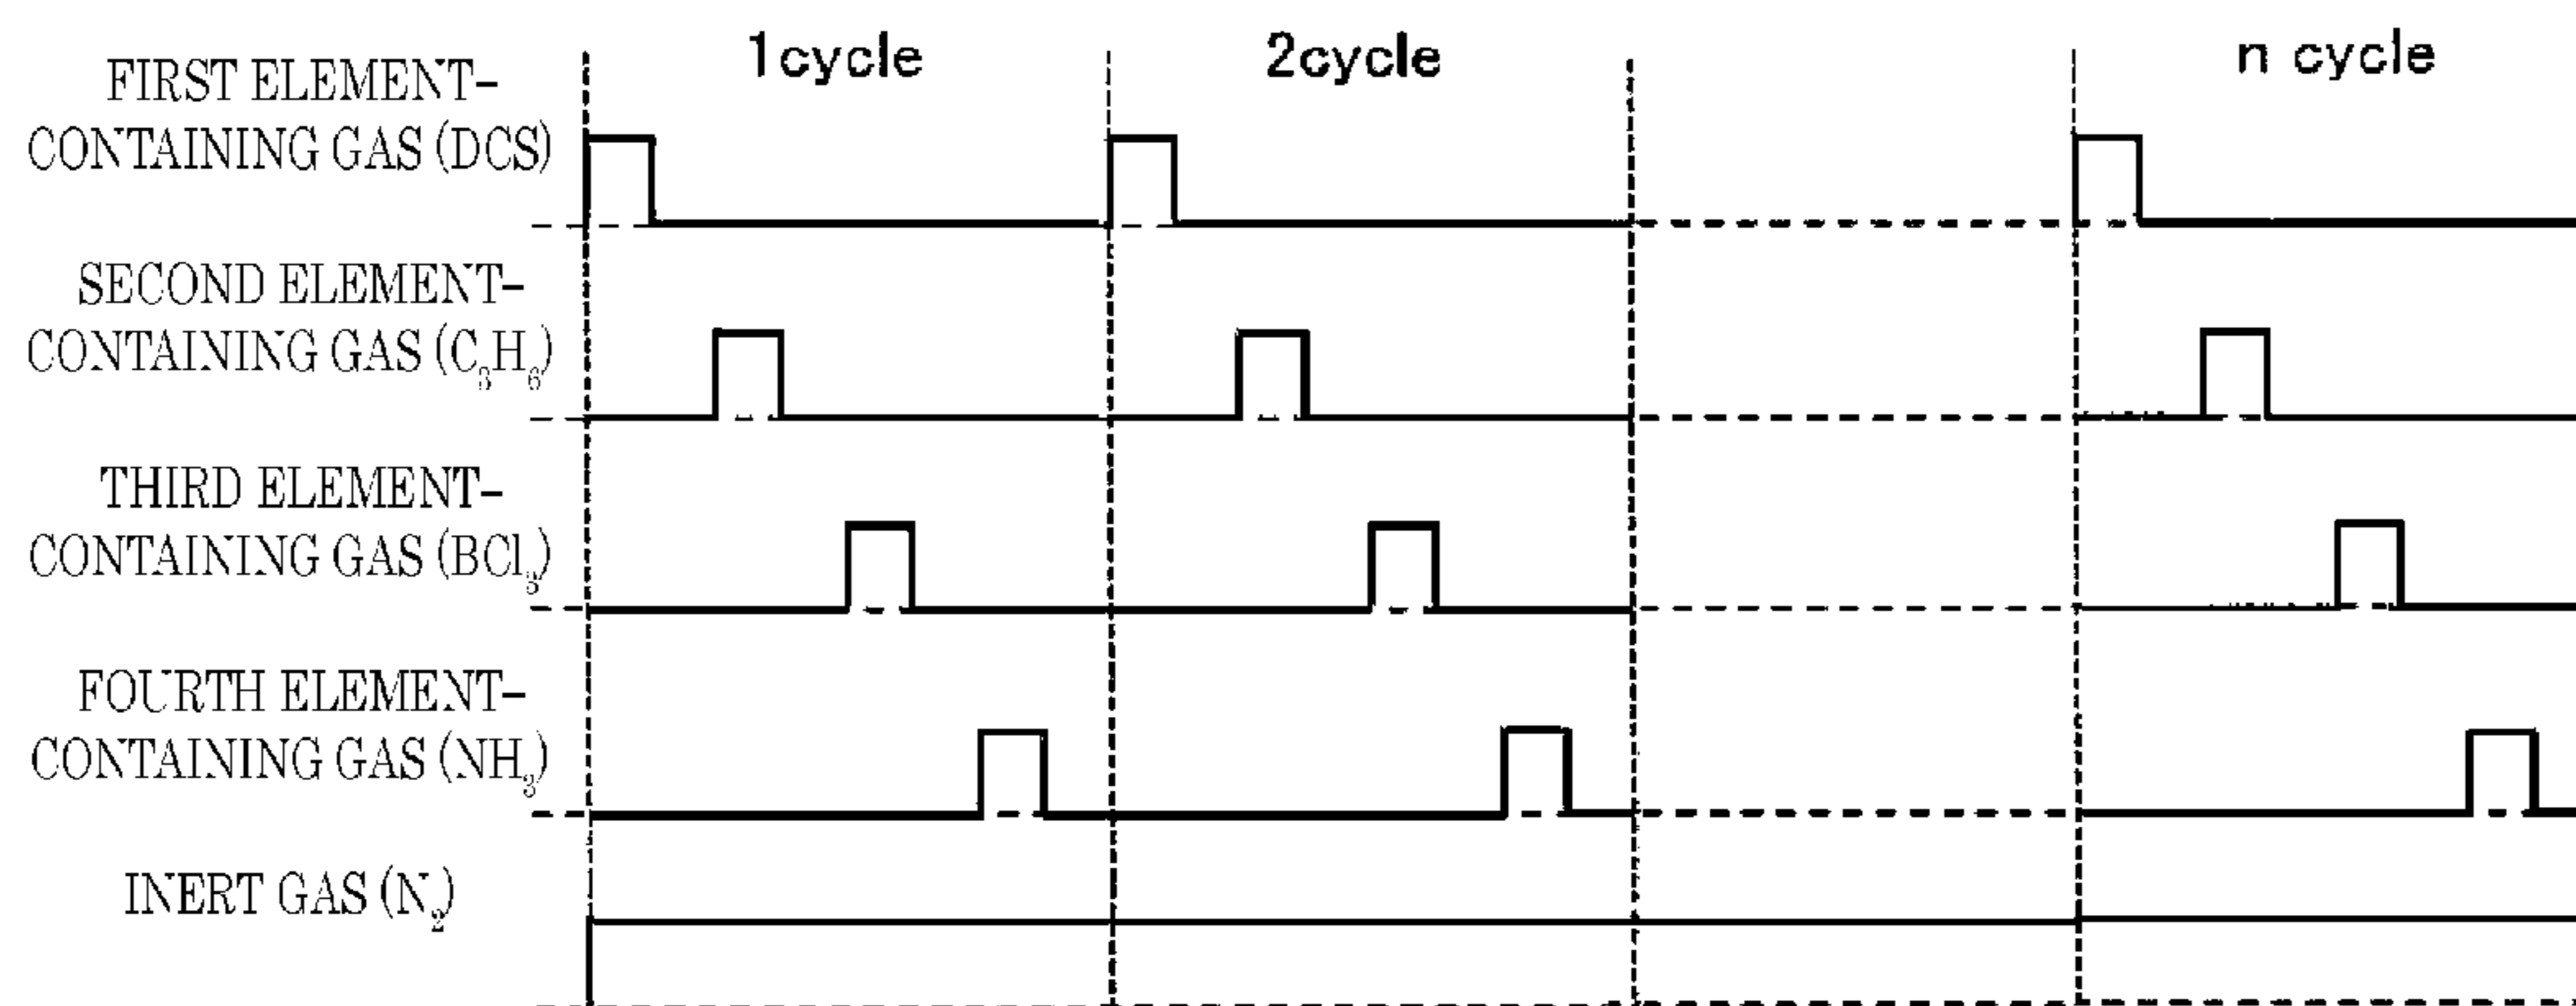 1cycle 2cycle n cycle
FIRST ELEMENT-
CONTAINING GAS (DCS)
SECOND ELEMENT-
CONTAINING GAS (C₃H₆)
THIRD ELEMENT-
CONTAINING GAS (BCl₃)
FOURTH ELEMENT-
CONTAINING GAS (NH₃)
INERT GAS (N₂)